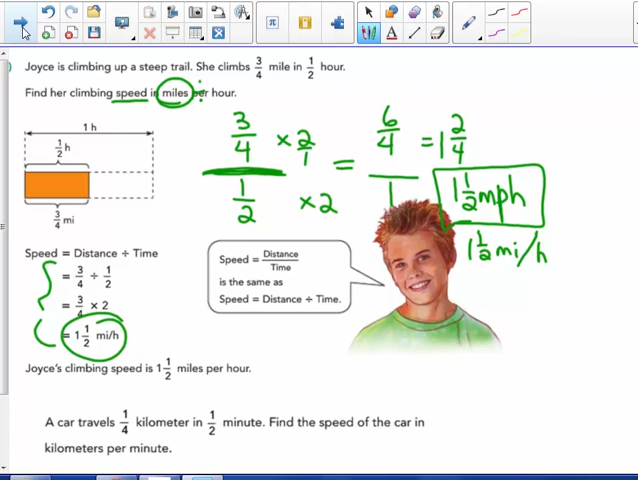 Joyce is climbing up a steep trail. She climbs 3/4 mile in 1/2 hour.
Find her climbing speed in miles per hour.
1 h
1/2 h
3/4 mi
3/4 × 2/1 = 6/4 = 1 2/4
1/2 × 2 1 1 1/2 mph
1 1/2 mi/h
Speed = Distance ÷ Time
= 3/4 ÷ 1/2
= 3/4 × 2
= 1 1/2 mi/h
Speed = Distance/Time
is the same as
Speed = Distance ÷ Time.
Joyce's climbing speed is 1 1/2 miles per hour.
A car travels 1/4 kilometer in 1/2 minute. Find the speed of the car in
kilometers per minute.